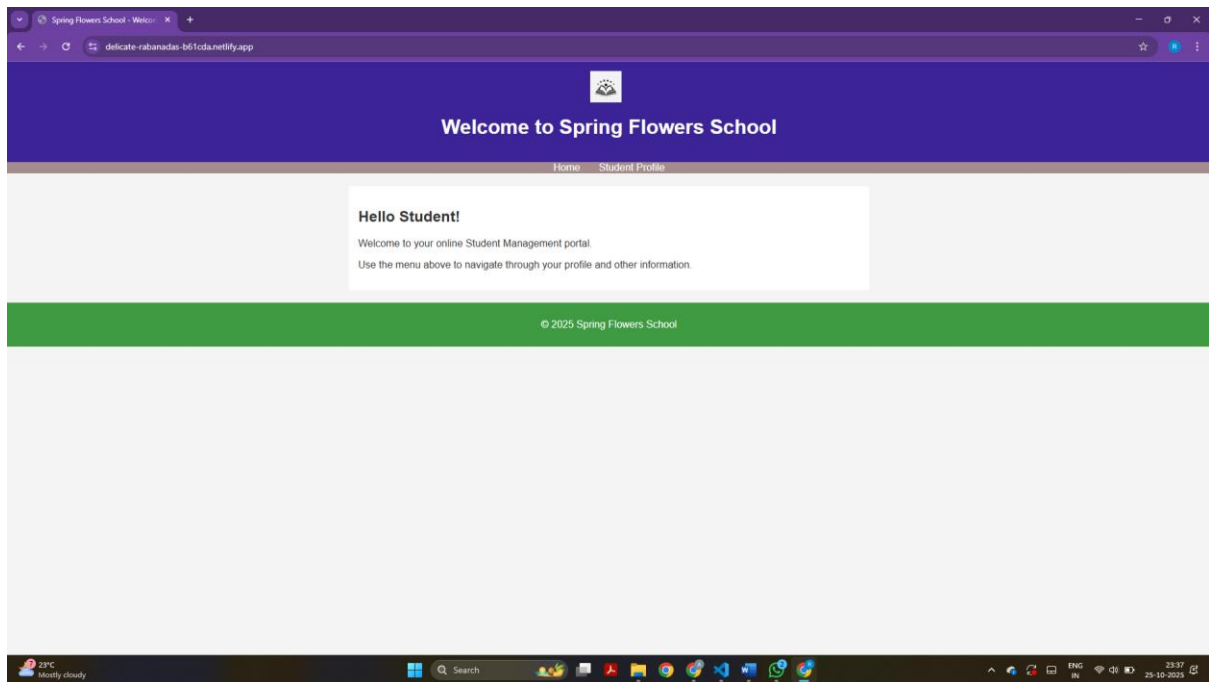 Spring Flowers School - Welcor
delicate-rabanadas-b61cda.netlify.app
R
Welcome to Spring Flowers School
Home Student Profile
Hello Student!
Welcome to your online Student Management portal.
Use the menu above to navigate through your profile and other information.
© 2025 Spring Flowers School
7
23°C
Mostly cloudy
Search
ENG
IN
23:37
25-10-2025